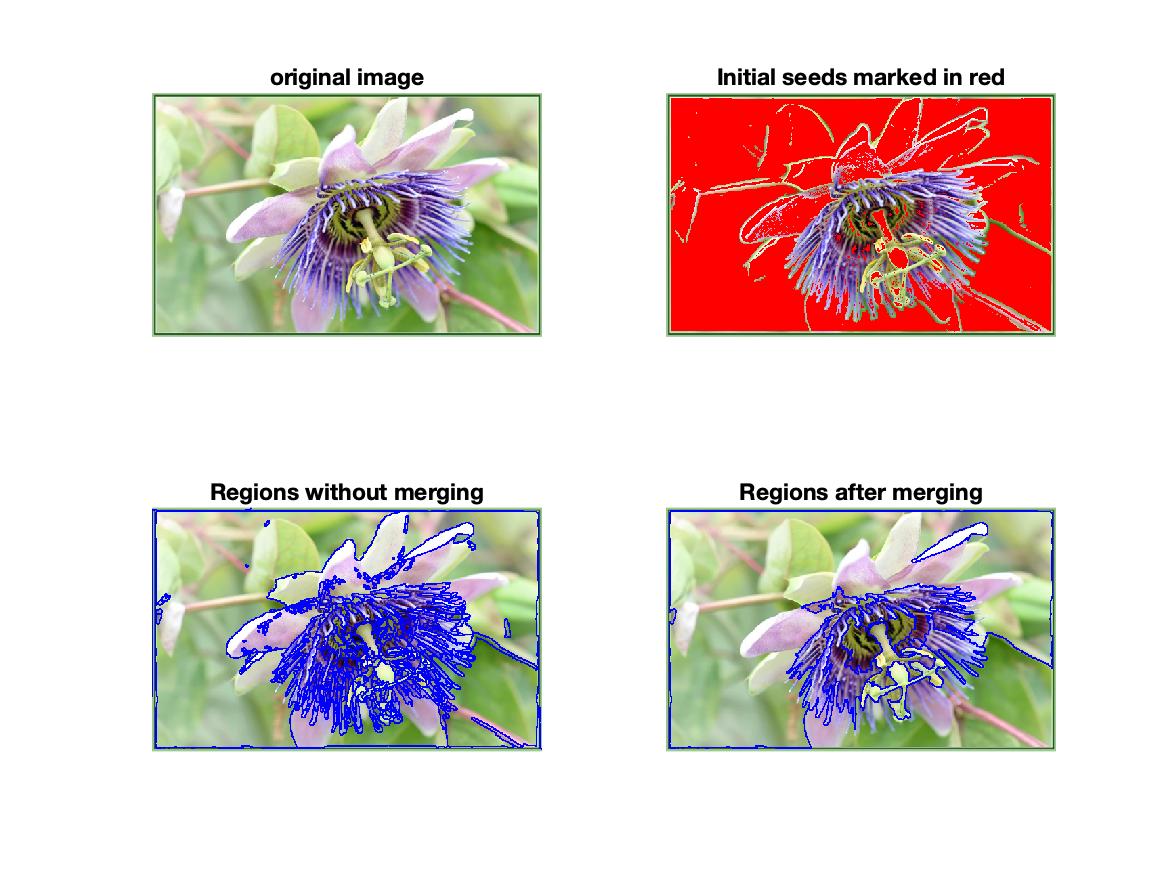 original image
Initial seeds marked in red
Regions without merging
Regions after merging